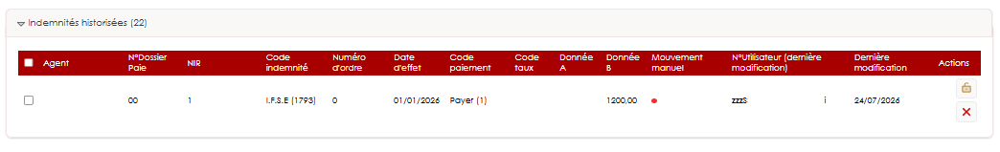 Indemnités historisées (22)
Agent N°Dossier Paie NIR Code indemnité Numéro d'ordre Date d'effet Code paiement Code taux Donnée A Donnée B Mouvement manuel N°Utilisateur (dernière modification) Dernière modification Actions
00 1 I.F.S.E (1793) 0 01/01/2026 Payer (1) 1200,00 zzzS i 24/07/2026